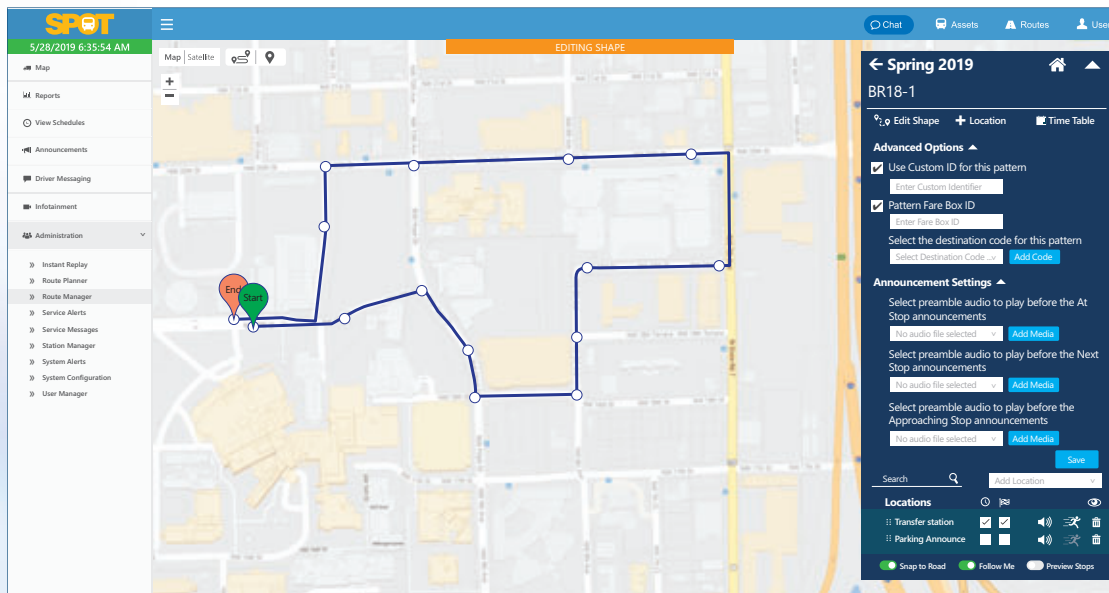 SPOT
Chat
Assets
Routes
User
5/28/2019 6:35:54 AM
Map
Reports
View Schedules
Announcements
Driver Messaging
Infotainment
Administration
Instant Replay
Route Planner
Route Manager
Service Alerts
Service Messages
Station Manager
System Alerts
System Configuration
User Manager
Map
Satellite
EDITING SHAPE
End
Start
Spring 2019
BR18-1
Edit Shape
Location
Time Table
Advanced Options
Use Custom ID for this pattern
Enter Custom Identifier
Pattern Fare Box ID
Enter Fare Box ID
Select the destination code for this pattern
Select Destination Code ..
Add Code
Announcement Settings
Select preamble audio to play before the At
Stop announcements
No audio file selected
Add Media
Select preamble audio to play before the Next
Stop announcements
No audio file selected
Add Media
Select preamble audio to play before the
Approaching Stop announcements
No audio file selected
Add Media
Save
Search
Add Location
Locations
Transfer station
Parking Announce
Snap to Road
Follow Me
Preview Stops